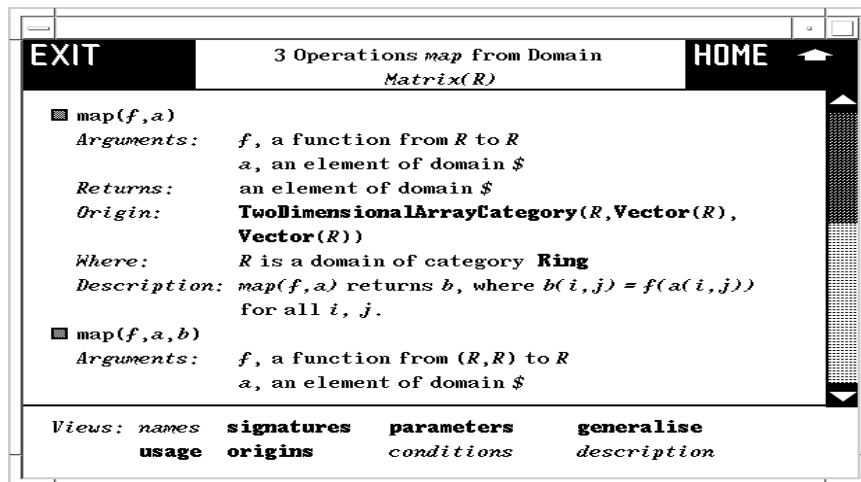 EXIT
3 Operations map from Domain
Matrix(R)
HOME
map(f,a)
Arguments: f, a function from R to R
a, an element of domain $
Returns: an element of domain $
Origin: TwoDimensionalArrayCategory(R,Vector(R),
Vector(R))
Where: R is a domain of category Ring
Description: map(f,a) returns b, where b(i,j) = f(a(i,j))
for all i, j.
map(f,a,b)
Arguments: f, a function from (R,R) to R
a, an element of domain $
Views: names signatures parameters generalise
usage origins conditions description